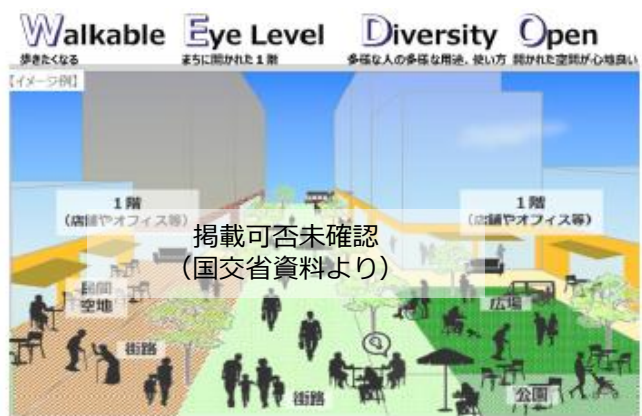 Walkable Eye Level Diversity Open
歩きたくなる まちに開かれた１階 多様な人の多様な用途、使い方 開かれた空間が心地良い
【イメージ例】
１階
（店舗やオフィス等）
１階
（店舗やオフィス等）
掲載可否未確認
（国交省資料より）
民間
空地
広場
街路
街路
公園